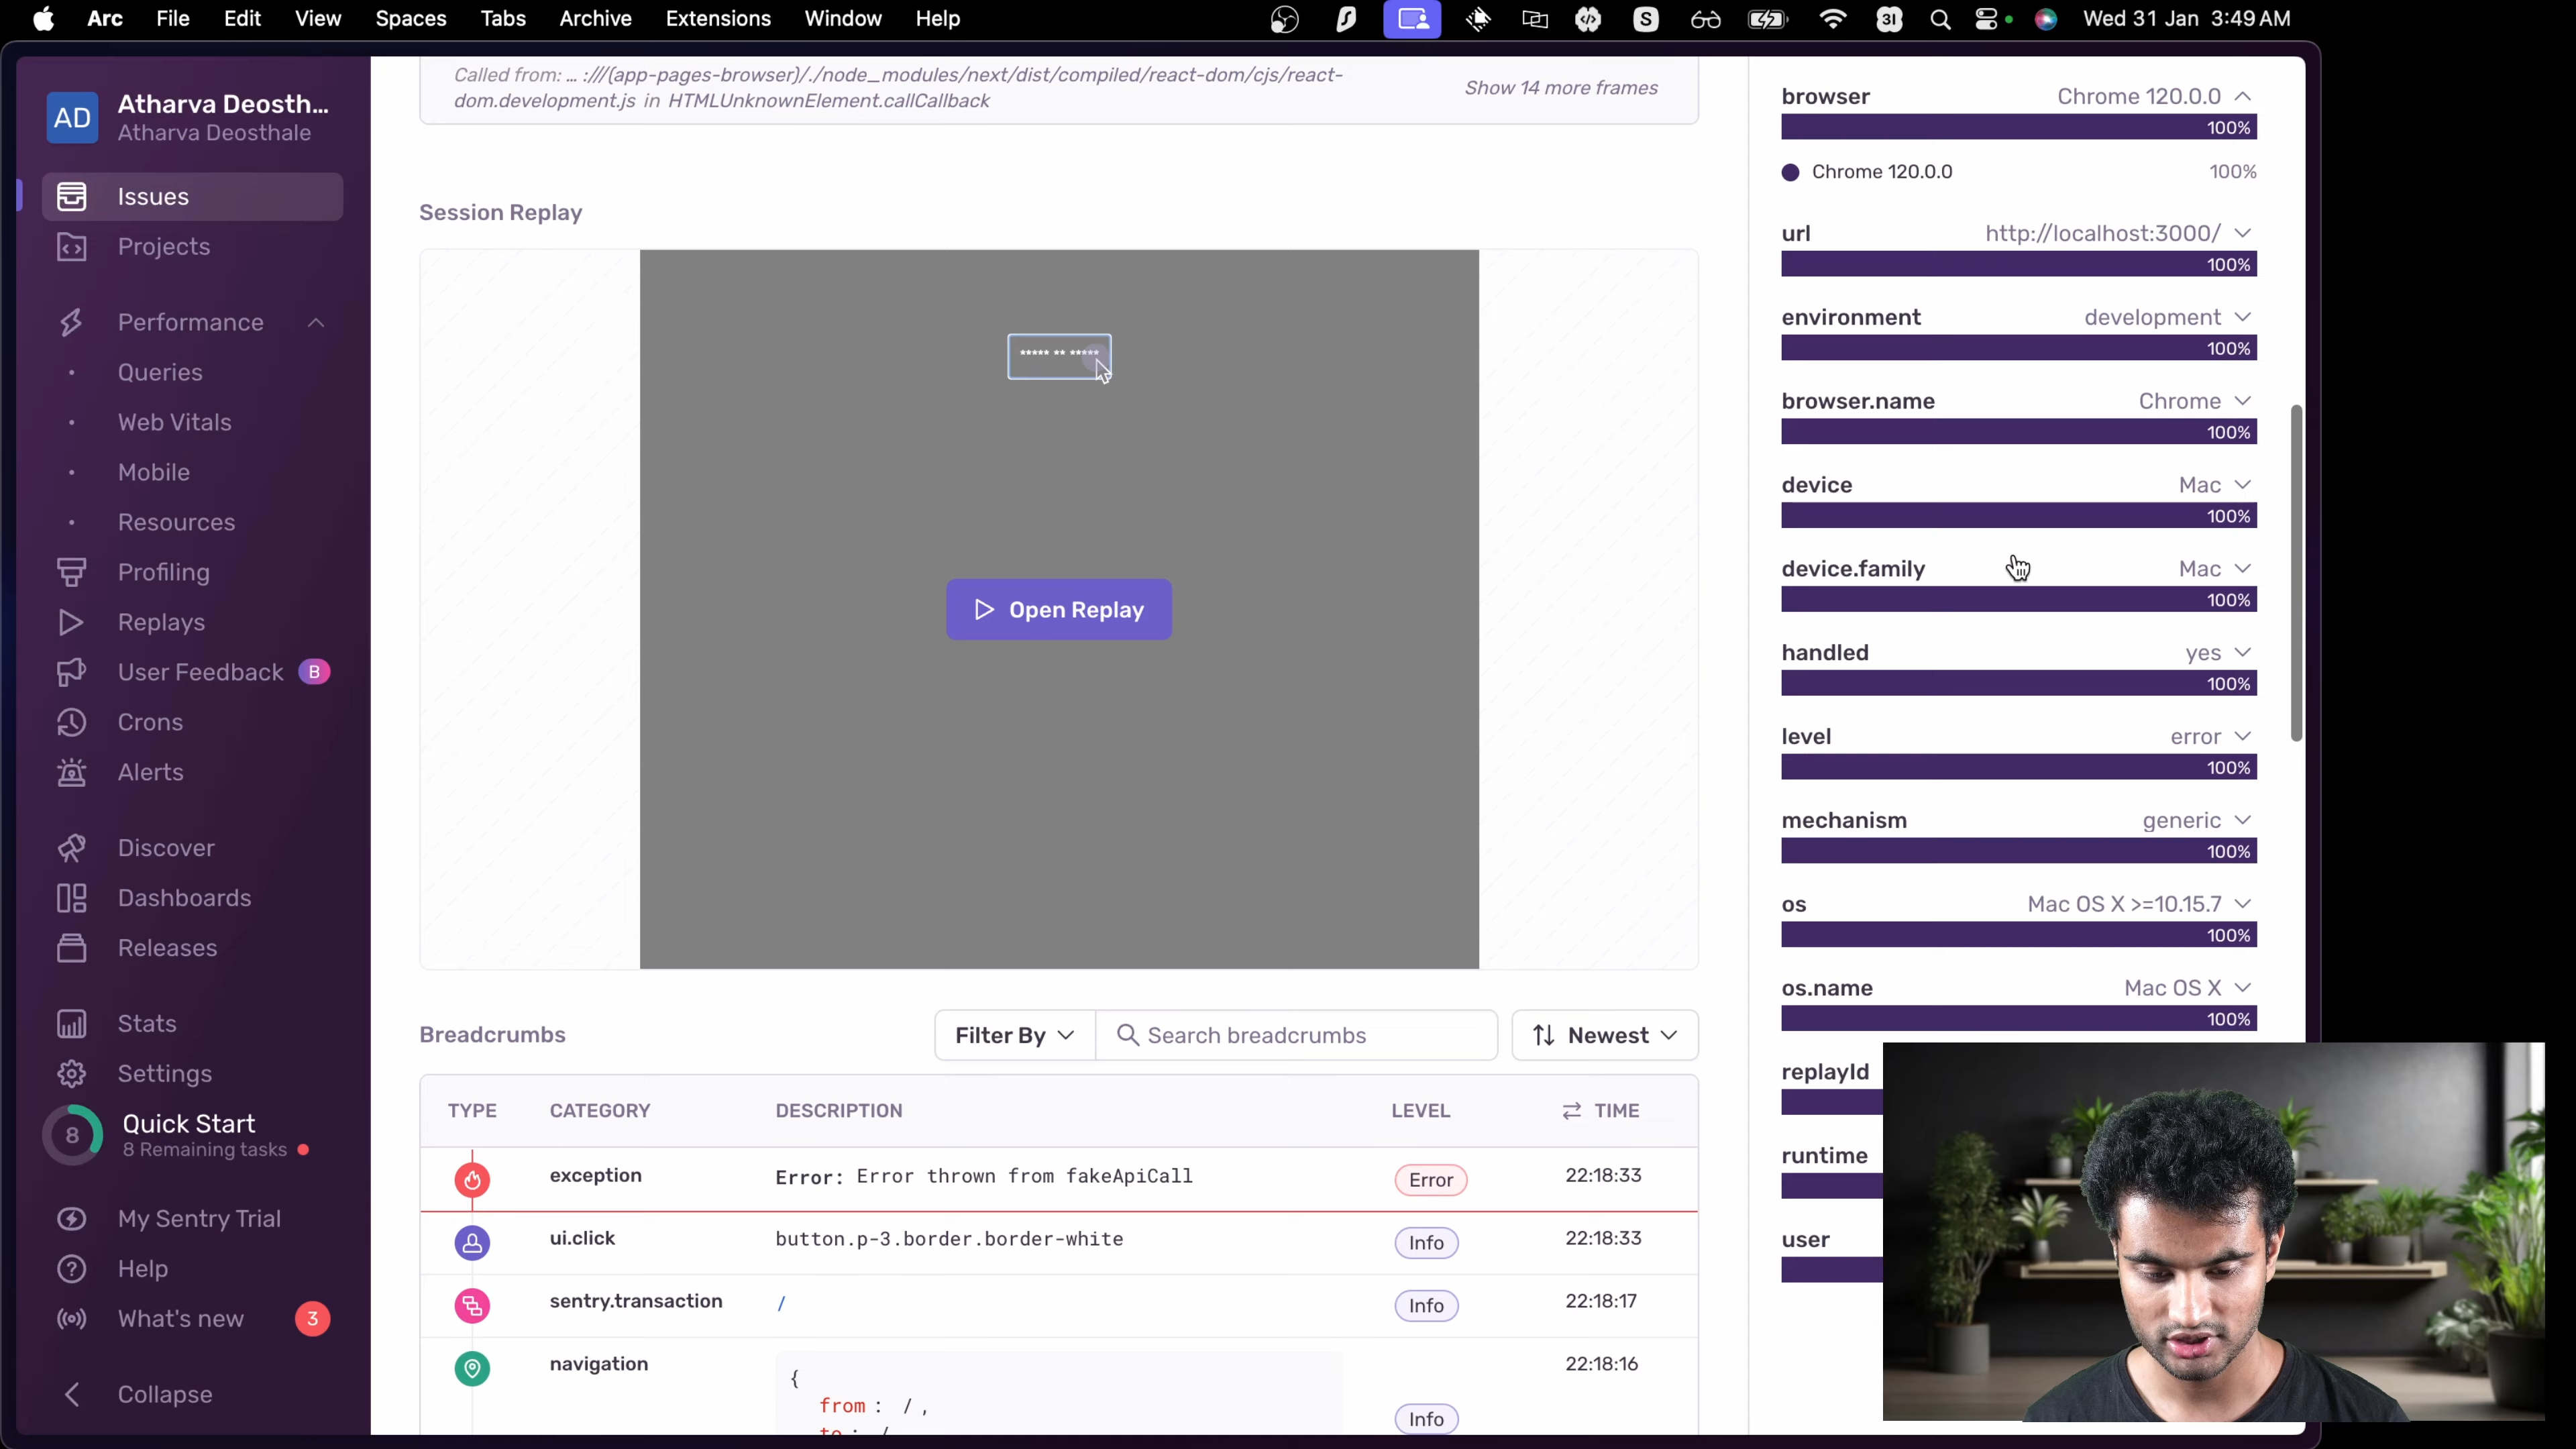 Arc File Edit View Spaces Tabs Archive Extensions Window Help S 31 Wed 31 Jan 3:49 AM
AD Atharva Deosth...
Atharva Deosthale
Issues
Projects
Performance
Queries
Web Vitals
Mobile
Resources
Profiling
Replays
User Feedback B
Crons
Alerts
Discover
Dashboards
Releases
Stats
Settings
8 Quick Start
8 Remaining tasks
My Sentry Trial
Help
What's new 3
Collapse
Called from: … :///(app-pages-browser)/./node_modules/next/dist/compiled/react-
dom.development.js in HTMLUnknownElement.callCallback
Show 14 more frames
Session Replay
***** ** *****
Open Replay
Breadcrumbs Filter By Search breadcrumbs Newest
TYPE CATEGORY DESCRIPTION LEVEL TIME
exception Error: Error thrown from fakeApiCall Error 22:18:33
ui.click button.p-3.border.border-white Info 22:18:33
sentry.transaction / Info 22:18:17
navigation { 22:18:16
from : / ,
Info
to : /
browser Chrome 120.0.0
100%
Chrome 120.0.0 100%
url http://localhost:3000/
100%
environment development
100%
browser.name Chrome
100%
device Mac
100%
device.family Mac
100%
handled yes
100%
level error
100%
mechanism generic
100%
os Mac OS X >=10.15.7
100%
os.name Mac OS X
100%
replayId
runtime
user